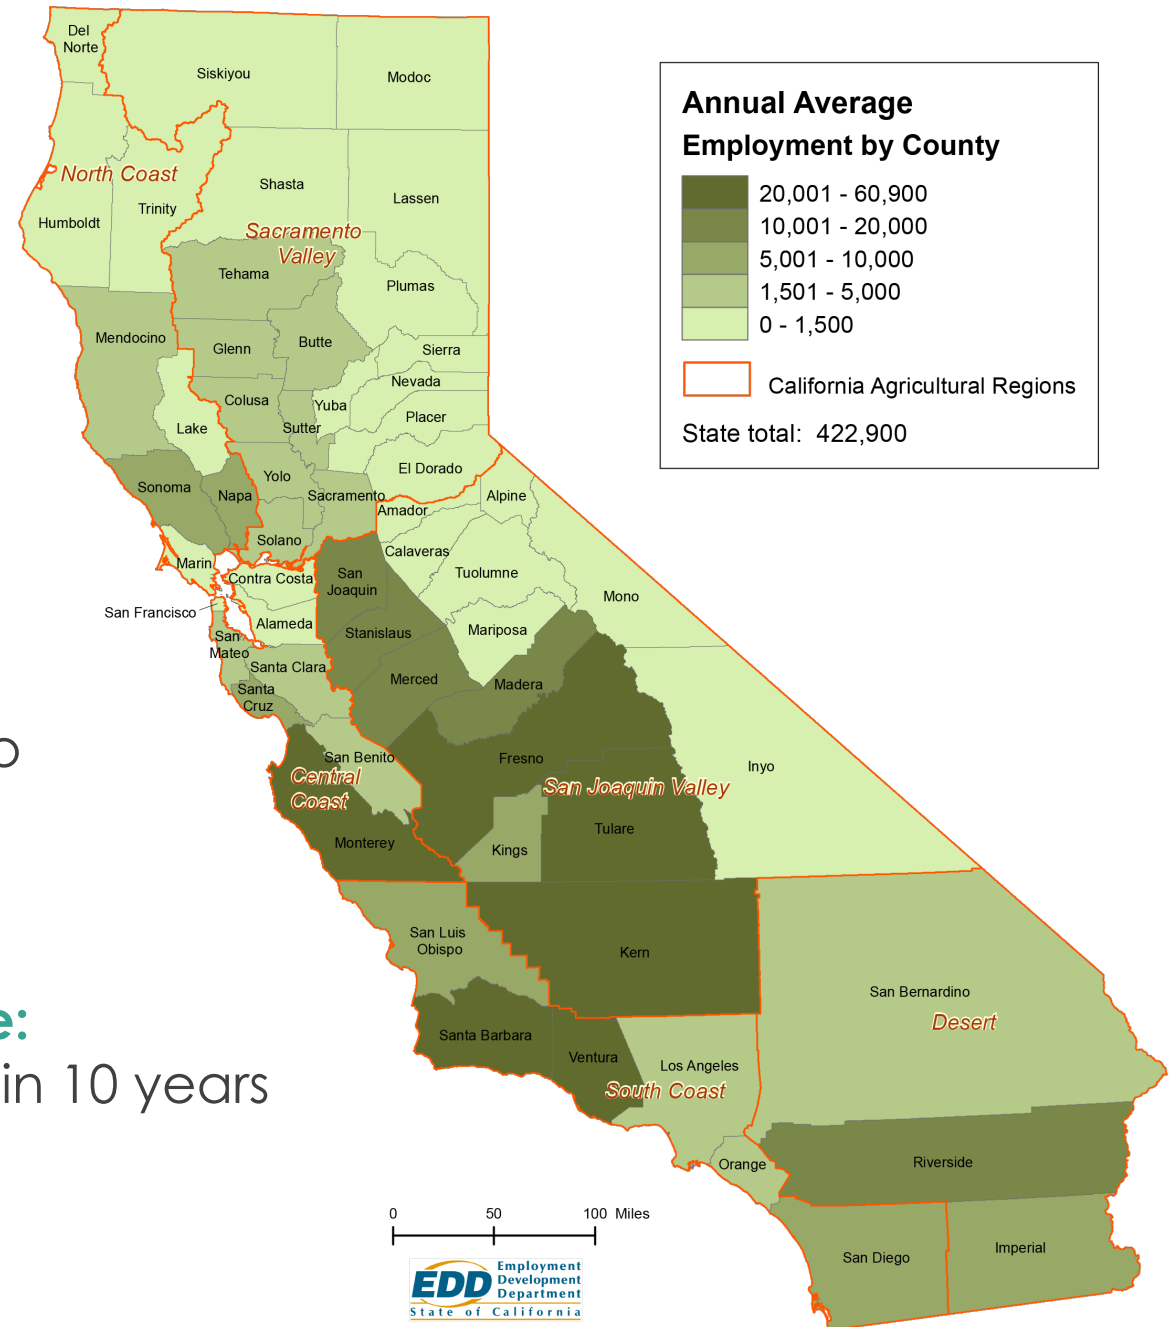 Del
Norte
Siskiyou
Modoc
North Coast
Humboldt
Trinity
Shasta
Lassen
Sacramento
Valley
Tehama
Plumas
Mendocino
Glenn
Butte
Sierra
Nevada
Colusa
Yuba
Placer
Lake
Sutter
El Dorado
Yolo
Sonoma
Napa
Sacramento
Alpine
Amador
Solano
Calaveras
Marin
Contra Costa
San
Joaquin
Tuolumne
Mono
San Francisco
Alameda
Stanislaus
Mariposa
San
Mateo
Santa Clara
Merced
Madera
Santa
Cruz
San Benito
Fresno
Inyo
Central
Coast
San Joaquin Valley
Tulare
Monterey
Kings
San Luis
Obispo
Kern
San Bernardino
Desert
Santa Barbara
Ventura
Los Angeles
South Coast
Orange
Riverside
San Diego
Imperial
Annual Average
Employment by County
20,001 - 60,900
10,001 - 20,000
5,001 - 10,000
1,501 - 5,000
0 - 1,500
California Agricultural Regions
State total: 422,900
o
e:
in 10 years
0 50 100 Miles
EDD
Employment
Development
Department
State of California